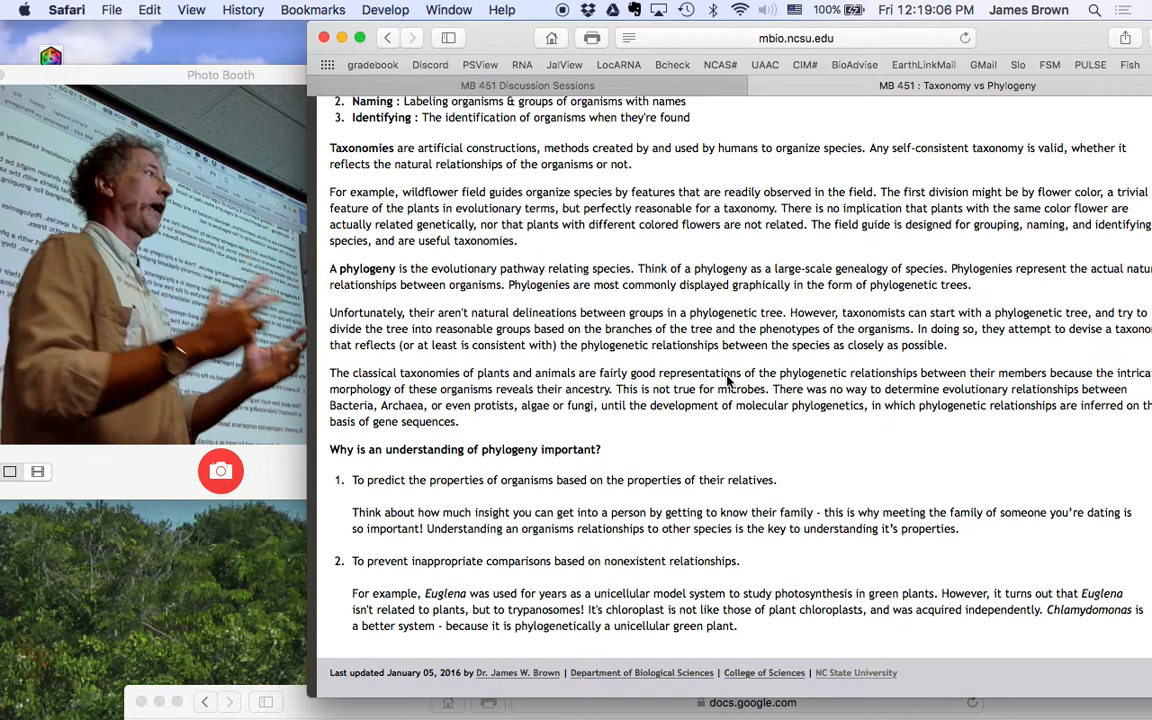 Safari File Edit View History Bookmarks Develop Window Help 100% Fri 12:19:06 PM James Brown
Photo Booth
mbio.ncsu.edu
gradebook Discord PSView RNA JalView LocARNA Bcheck NCAS# UAAC CIM# BioAdvise EarthLinkMail GMail Slo FSM PULSE Fish
MB 451 Discussion Sessions
MB 451 : Taxonomy vs Phylogeny
2. Naming : Labeling organisms & groups of organisms with names
3. Identifying : The identification of organisms when they're found
Taxonomies are artificial constructions, methods created by and used by humans to organize species. Any self-consistent taxonomy is valid, whether it
reflects the natural relationships of the organisms or not.
For example, wildflower field guides organize species by features that are readily observed in the field. The first division might be by flower color, a trivial
feature of the plants in evolutionary terms, but perfectly reasonable for a taxonomy. There is no implication that plants with the same color flower are
actually related genetically, nor that plants with different colored flowers are not related. The field guide is designed for grouping, naming, and identifying
species, and are useful taxonomies.
A phylogeny is the evolutionary pathway relating species. Think of a phylogeny as a large-scale genealogy of species. Phylogenies represent the actual natu
relationships between organisms. Phylogenies are most commonly displayed graphically in the form of phylogenetic trees.
Unfortunately, their aren't natural delineations between groups in a phylogenetic tree. However, taxonomists can start with a phylogenetic tree, and try to
divide the tree into reasonable groups based on the branches of the tree and the phenotypes of the organisms. In doing so, they attempt to devise a taxono
that reflects (or at least is consistent with) the phylogenetic relationships between the species as closely as possible.
The classical taxonomies of plants and animals are fairly good representations of the phylogenetic relationships between their members because the intrica
morphology of these organisms reveals their ancestry. This is not true for microbes. There was no way to determine evolutionary relationships between
Bacteria, Archaea, or even protists, algae or fungi, until the development of molecular phylogenetics, in which phylogenetic relationships are inferred on th
basis of gene sequences.
Why is an understanding of phylogeny important?
1. To predict the properties of organisms based on the properties of their relatives.
Think about how much insight you can get into a person by getting to know their family - this is why meeting the family of someone you're dating is
so important! Understanding an organisms relationships to other species is the key to understanding it's properties.
2. To prevent inappropriate comparisons based on nonexistent relationships.
For example, Euglena was used for years as a unicellular model system to study photosynthesis in green plants. However, it turns out that Euglena
isn't related to plants, but to trypanosomes! It's chloroplast is not like those of plant chloroplasts, and was acquired independently. Chlamydomonas is
a better system - because it is phylogenetically a unicellular green plant.
Last updated January 05, 2016 by Dr. James W. Brown | Department of Biological Sciences | College of Sciences | NC State University
docs.google.com